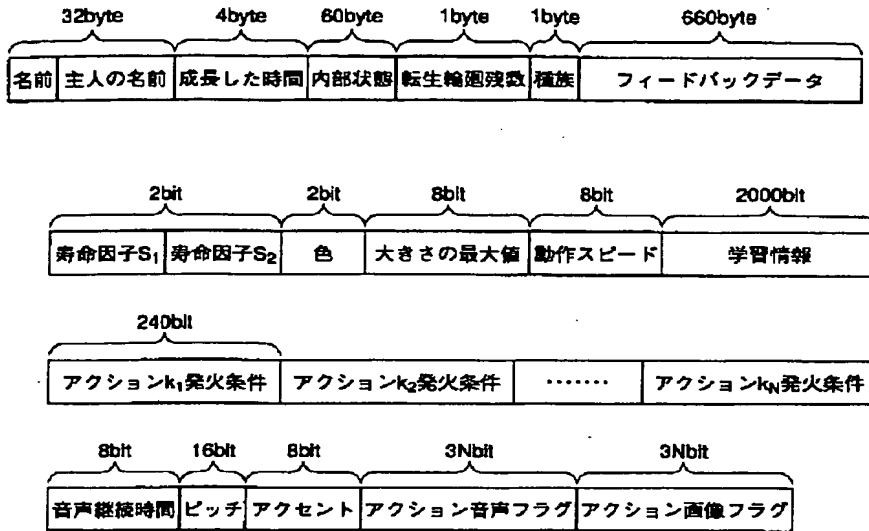 32byte 4byte 60byte 1byte 1byte 660byte
名前 主人の名前 成長した時間 内部状態 転生輪廻残数 種族 フィードバックデータ
2bit 2bit 8bit 8bit 2000bit
寿命因子S₁ 寿命因子S₂ 色 大きさの最大値 動作スピード 学習情報
240bit
アクションk₁発火条件 アクションk₂発火条件 ・・・・・・・ アクションkN発火条件
8bit 16bit 8bit 3Nbit 3Nbit
音声継続時間 ピッチ アクセント アクション音声フラグ アクション画像フラグ